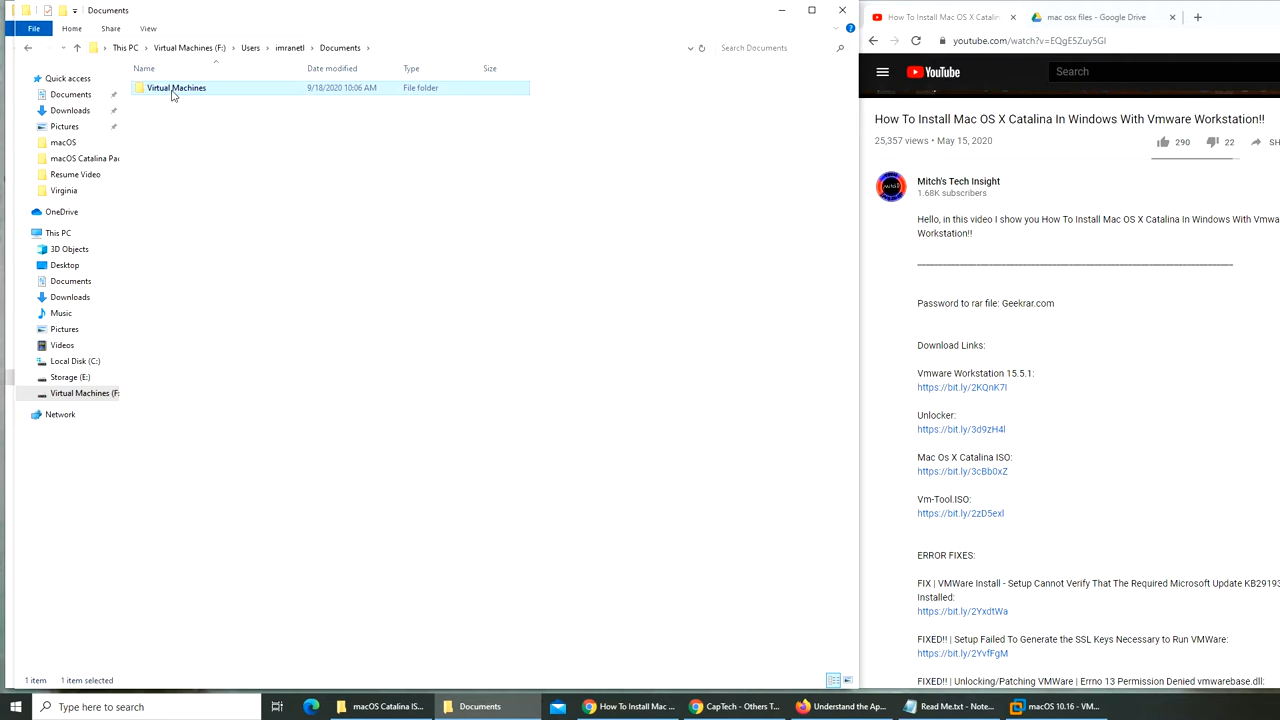 Documents
File Home Share View
This PC Virtual Machines (F:) Users imranetl Documents
Search Documents
Name Date modified Type Size
Virtual Machines 9/18/2020 10:06 AM File folder
Quick access
Documents
Downloads
Pictures
macOS
macOS Catalina Pac
Resume Video
Virginia
OneDrive
This PC
3D Objects
Desktop
Documents
Downloads
Music
Pictures
Videos
Local Disk (C:)
Storage (E:)
Virtual Machines (F:
Network
1 item 1 item selected
How To Install Mac OS X Catalin
mac osx files - Google Drive
youtube.com/watch?v=EQgE5Zuy5GI
YouTube
Search
How To Install Mac OS X Catalina In Windows With Vmware Workstation!!
25,357 views • May 15, 2020
290 22 SH
Mitch's Tech Insight
1.68K subscribers
Hello, in this video I show you How To Install Mac OS X Catalina In Windows With Vmwa
Workstation!!
Password to rar file: Geekrar.com
Download Links:
Vmware Workstation 15.5.1:
https://bit.ly/2KQnK7I
Unlocker:
https://bit.ly/3d9zH4l
Mac Os X Catalina ISO:
https://bit.ly/3cBb0xZ
Vm-Tool.ISO:
https://bit.ly/2zD5exl
ERROR FIXES:
FIX | VMWare Install - Setup Cannot Verify That The Required Microsoft Update KB29193
Installed:
https://bit.ly/2YxdtWa
FIXED!! | Setup Failed To Generate the SSL Keys Necessary to Run VMWare:
https://bit.ly/2YvfFgM
FIXED!! | Unlocking/Patching VMWare | Errno 13 Permission Denied vmwarebase.dll:
Type here to search
macOS Catalina IS...
Documents
How To Install Mac ...
CapTech - Others T...
Understand the Ap...
Read Me.txt - Note...
macOS 10.16 - VM...